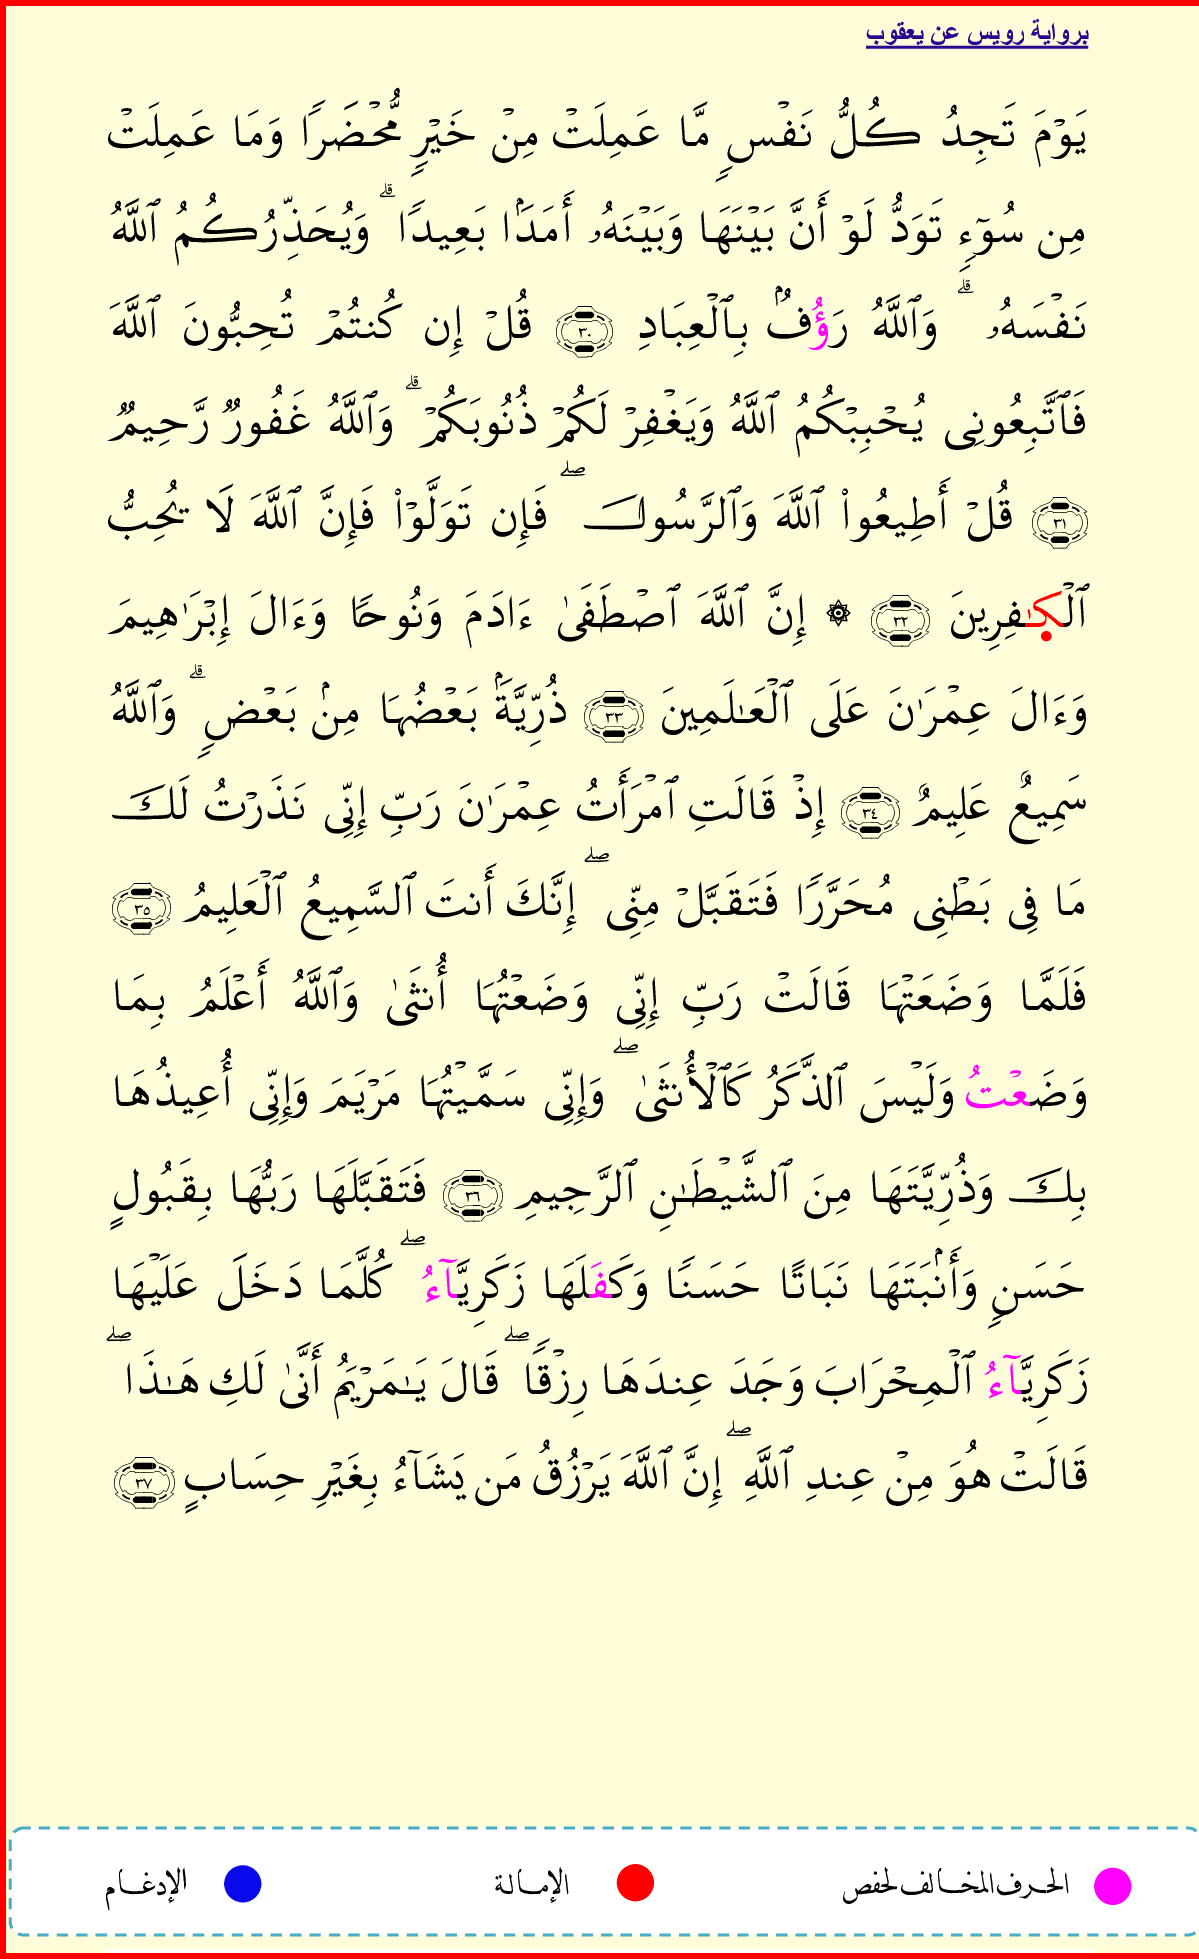 برواية رويس عن يعقوب
يَوۡمَ تَجِدُ كُلُّ نَفۡسٖ مَّا عَمِلَتۡ مِنۡ خَيۡرٖ مُّحۡضَرٗا وَمَا عَمِلَتۡ
مِن سُوٓءٖ تَوَدُّ لَوۡ أَنَّ بَيۡنَهَا وَبَيۡنَهُۥٓ أَمَدَۢا بَعِيدٗاۗ وَيُحَذِّرُكُمُ ٱللَّهُ
نَفۡسَهُۥۗ وَٱللَّهُ رَؤُفُۢ بِٱلۡعِبَادِ ٣٠ قُلۡ إِن كُنتُمۡ تُحِبُّونَ ٱللَّهَ
فَٱتَّبِعُونِي يُحۡبِبۡكُمُ ٱللَّهُ وَيَغۡفِرۡ لَكُمۡ ذُنُوبَكُمۡۗ وَٱللَّهُ غَفُورٞ رَّحِيمٞ
٣١ قُلۡ أَطِيعُواْ ٱللَّهَ وَٱلرَّسُولَۖ فَإِن تَوَلَّوۡاْ فَإِنَّ ٱللَّهَ لَا يُحِبُّ
ٱلۡكَٰفِرِينَ ٣٢ ۞ إِنَّ ٱللَّهَ ٱصۡطَفَىٰ ءَادَمَ وَنُوحٗا وَءَالَ إِبۡرَٰهِيمَ
وَءَالَ عِمۡرَٰنَ عَلَى ٱلۡعَٰلَمِينَ ٣٣ ذُرِّيَّةَۢ بَعۡضُهَا مِنۢ بَعۡضٖۗ وَٱللَّهُ
سَمِيعٌ عَلِيمٌ ٣٤ إِذۡ قَالَتِ ٱمۡرَأَتُ عِمۡرَٰنَ رَبِّ إِنِّي نَذَرۡتُ لَكَ
مَا فِي بَطۡنِي مُحَرَّرٗا فَتَقَبَّلۡ مِنِّيۖ إِنَّكَ أَنتَ ٱلسَّمِيعُ ٱلۡعَلِيمُ ٣٥
فَلَمَّا وَضَعَتۡهَا قَالَتۡ رَبِّ إِنِّي وَضَعۡتُهَا أُنثَىٰ وَٱللَّهُ أَعۡلَمُ بِمَا
وَضَعۡتُ وَلَيۡسَ ٱلذَّكَرُ كَٱلۡأُنثَىٰۖ وَإِنِّي سَمَّيۡتُهَا مَرۡيَمَ وَإِنِّي أُعِيذُهَا
بِكَ وَذُرِّيَّتَهَا مِنَ ٱلشَّيۡطَٰنِ ٱلرَّجِيمِ ٣٦ فَتَقَبَّلَهَا رَبُّهَا بِقَبُولٍ
حَسَنٖ وَأَنۢبَتَهَا نَبَاتًا حَسَنٗا وَكَفَلَهَا زَكَرِيَّآءُۖ كُلَّمَا دَخَلَ عَلَيۡهَا
زَكَرِيَّآءُ ٱلۡمِحۡرَابَ وَجَدَ عِندَهَا رِزۡقٗاۖ قَالَ يَٰمَرۡيَمُ أَنَّىٰ لَكِ هَٰذَاۖ
قَالَتۡ هُوَ مِنۡ عِندِ ٱللَّهِۖ إِنَّ ٱللَّهَ يَرۡزُقُ مَن يَشَآءُ بِغَيۡرِ حِسَابٍ ٣٧
الحرف المخالف لحفص الإمالة الإدغام